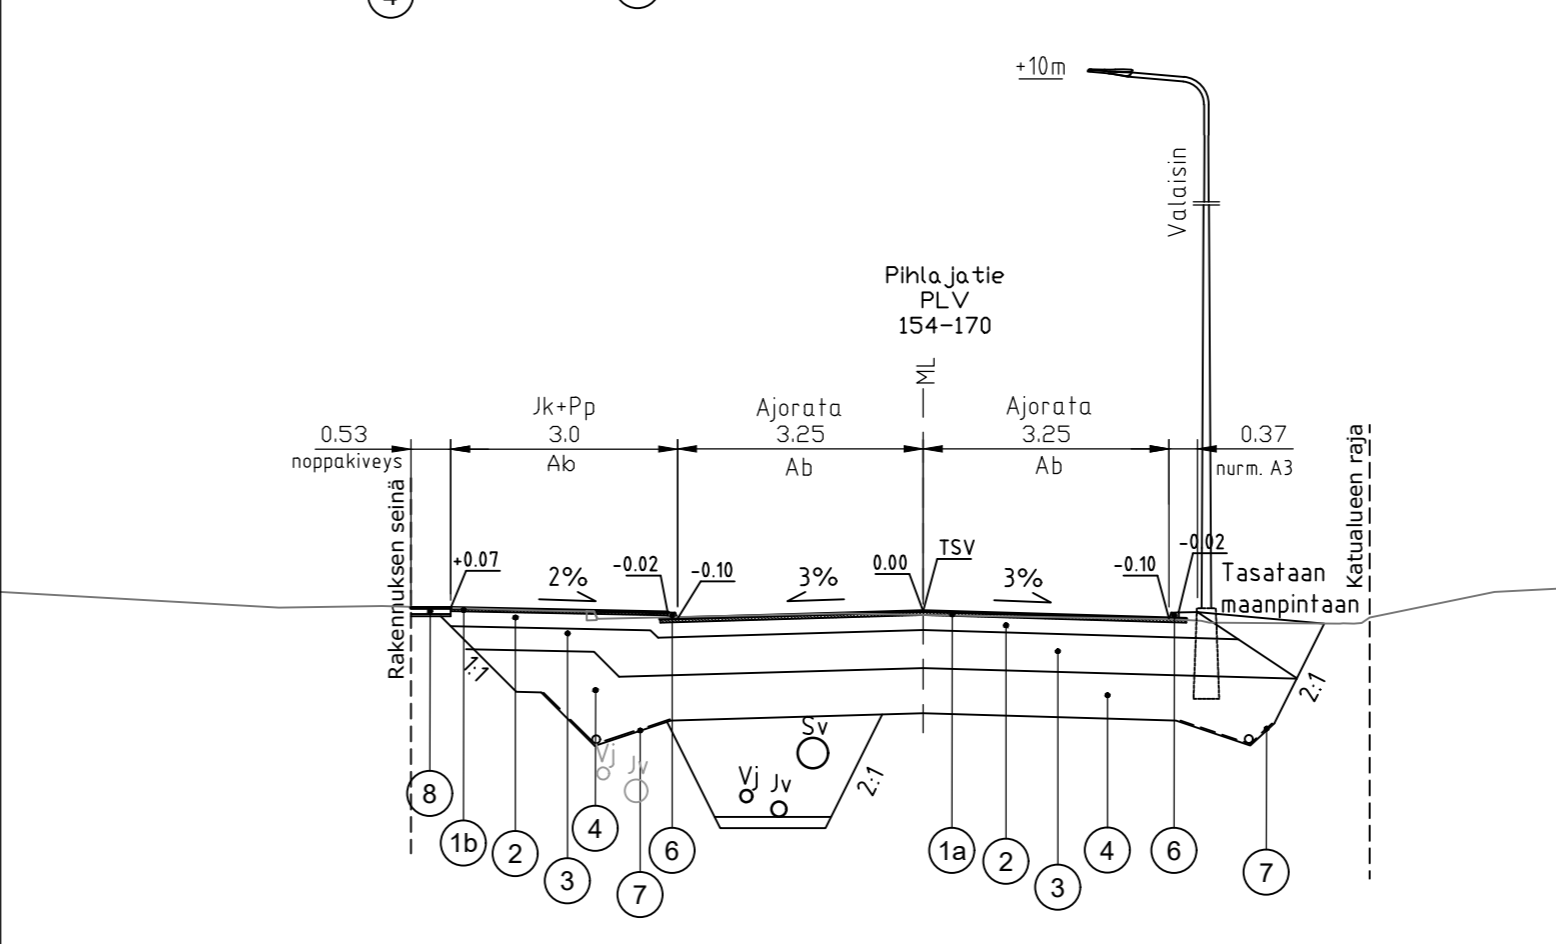 4
+10m
Valaisin
Pihlajatie
PLV
154-170
ML
Jk+Pp
Ajorata
Ajorata
0.53
3.0
3.25
3.25
0.37
noppakiveys
Ab
Ab
Ab
nurm. A3
Rakennuksen seinä
Katualueen raja
+0.07
2%
-0.02
-0.10
3%
0.00
TSV
3%
-0.10
-0.02
Tasataan
maanpintaan
1:1
2:1
Sv
Vj
Jv
Vj
Jv
2:1
8
1b
2
3
4
7
6
1a
2
3
4
6
7